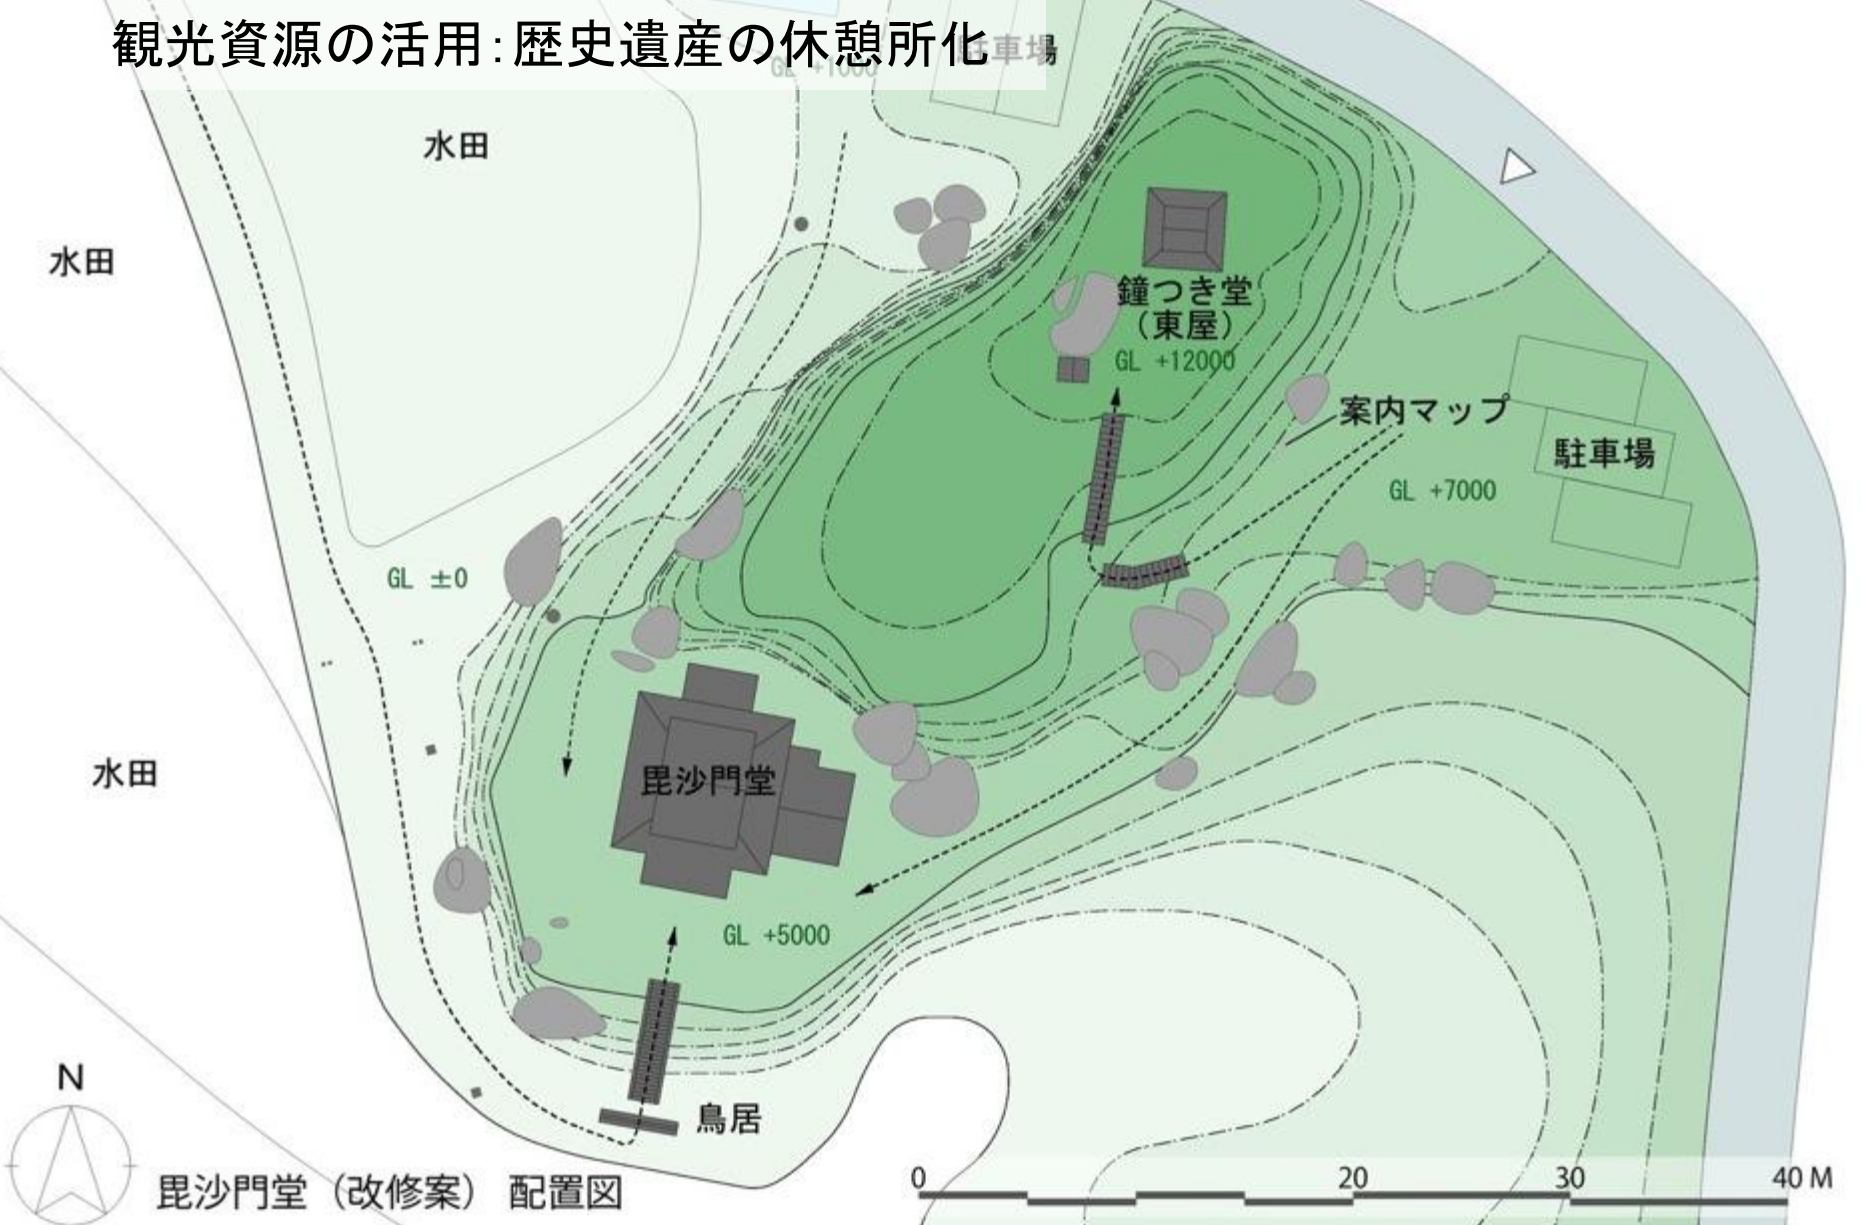 観光資源の活用:歴史遺産の休憩所化
駐車場
GL +1000
水田
水田
鐘つき堂
(東屋)
GL +12000
案内マップ
駐車場
GL +7000
GL ±0
水田
毘沙門堂
GL +5000
鳥居
N
毘沙門堂(改修案) 配置図
0 20 30 40 M